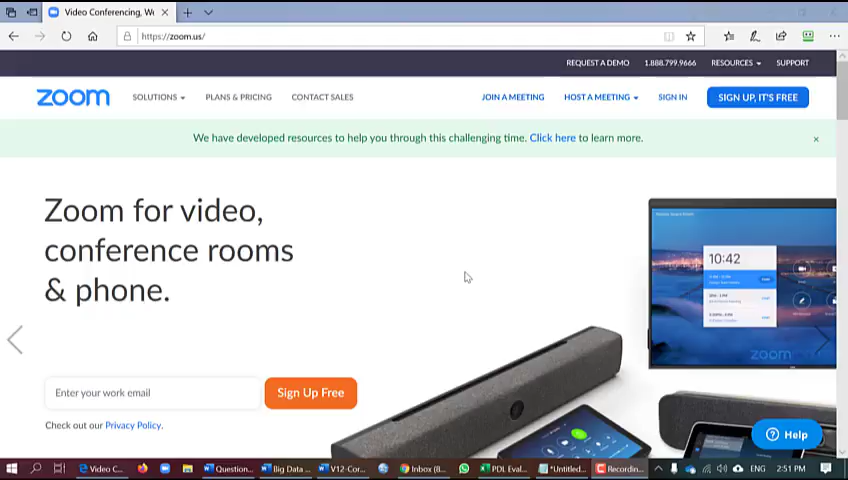 Video Conferencing, We
https://zoom.us/
REQUEST A DEMO 1.888.799.9666 RESOURCES SUPPORT
zoom SOLUTIONS PLANS & PRICING CONTACT SALES JOIN A MEETING HOST A MEETING SIGN IN SIGN UP, IT'S FREE
We have developed resources to help you through this challenging time. Click here to learn more. ×
Zoom for video,
conference rooms
& phone.
10:42
zoom
Enter your work email Sign Up Free
Check out our Privacy Policy.
Help
Video C... Question... Big Data ... V12-Cor... Inbox (8... PDL Eval... *Untitled... Recordin... ENG 2:51 PM